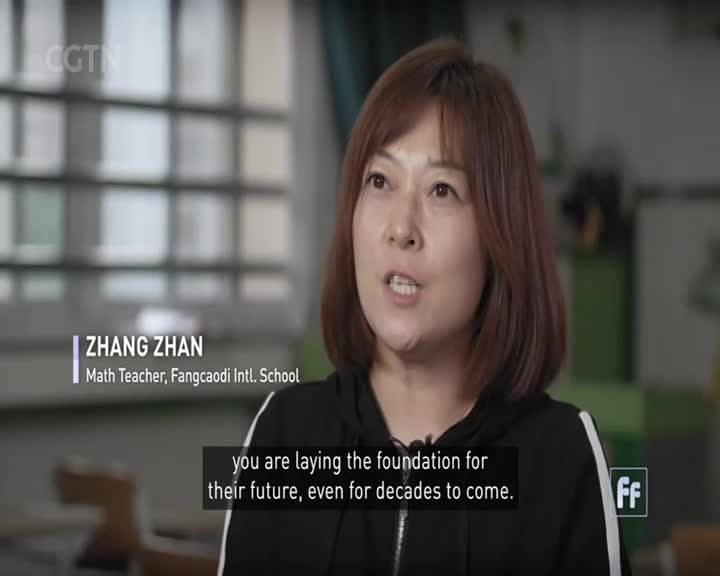 CGTN
ZHANG ZHAN
Math Teacher, Fangcaodi Intl. School
you are laying the foundation for
their future, even for decades to come.
ff